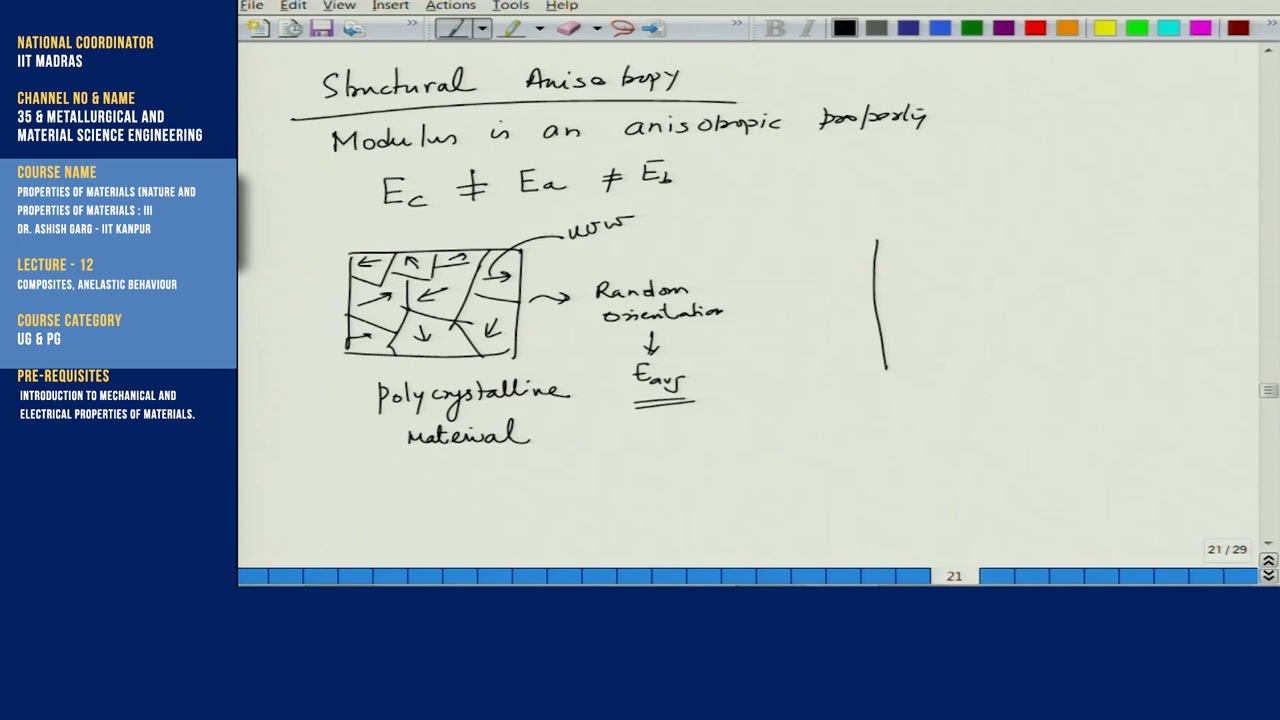 NATIONAL COORDINATOR
IIT MADRAS
CHANNEL NO & NAME
35 & METALLURGICAL AND
MATERIAL SCIENCE ENGINEERING
COURSE NAME
PROPERTIES OF MATERIALS (NATURE AND
PROPERTIES OF MATERIALS : III
DR. ASHISH GARG - IIT KANPUR
LECTURE - 12
COMPOSITES, ANELASTIC BEHAVIOUR
COURSE CATEGORY
UG & PG
PRE-REQUISITES
INTRODUCTION TO MECHANICAL AND
ELECTRICAL PROPERTIES OF MATERIALS.
File Edit View Insert Actions Tools Help
Structural Anisotropy
Modulus is an anisotropic property
Ec ≠ Ea ≠ Eb
uvw
Random
orientation
Eavg
Polycrystalline
Material
21 / 29
21